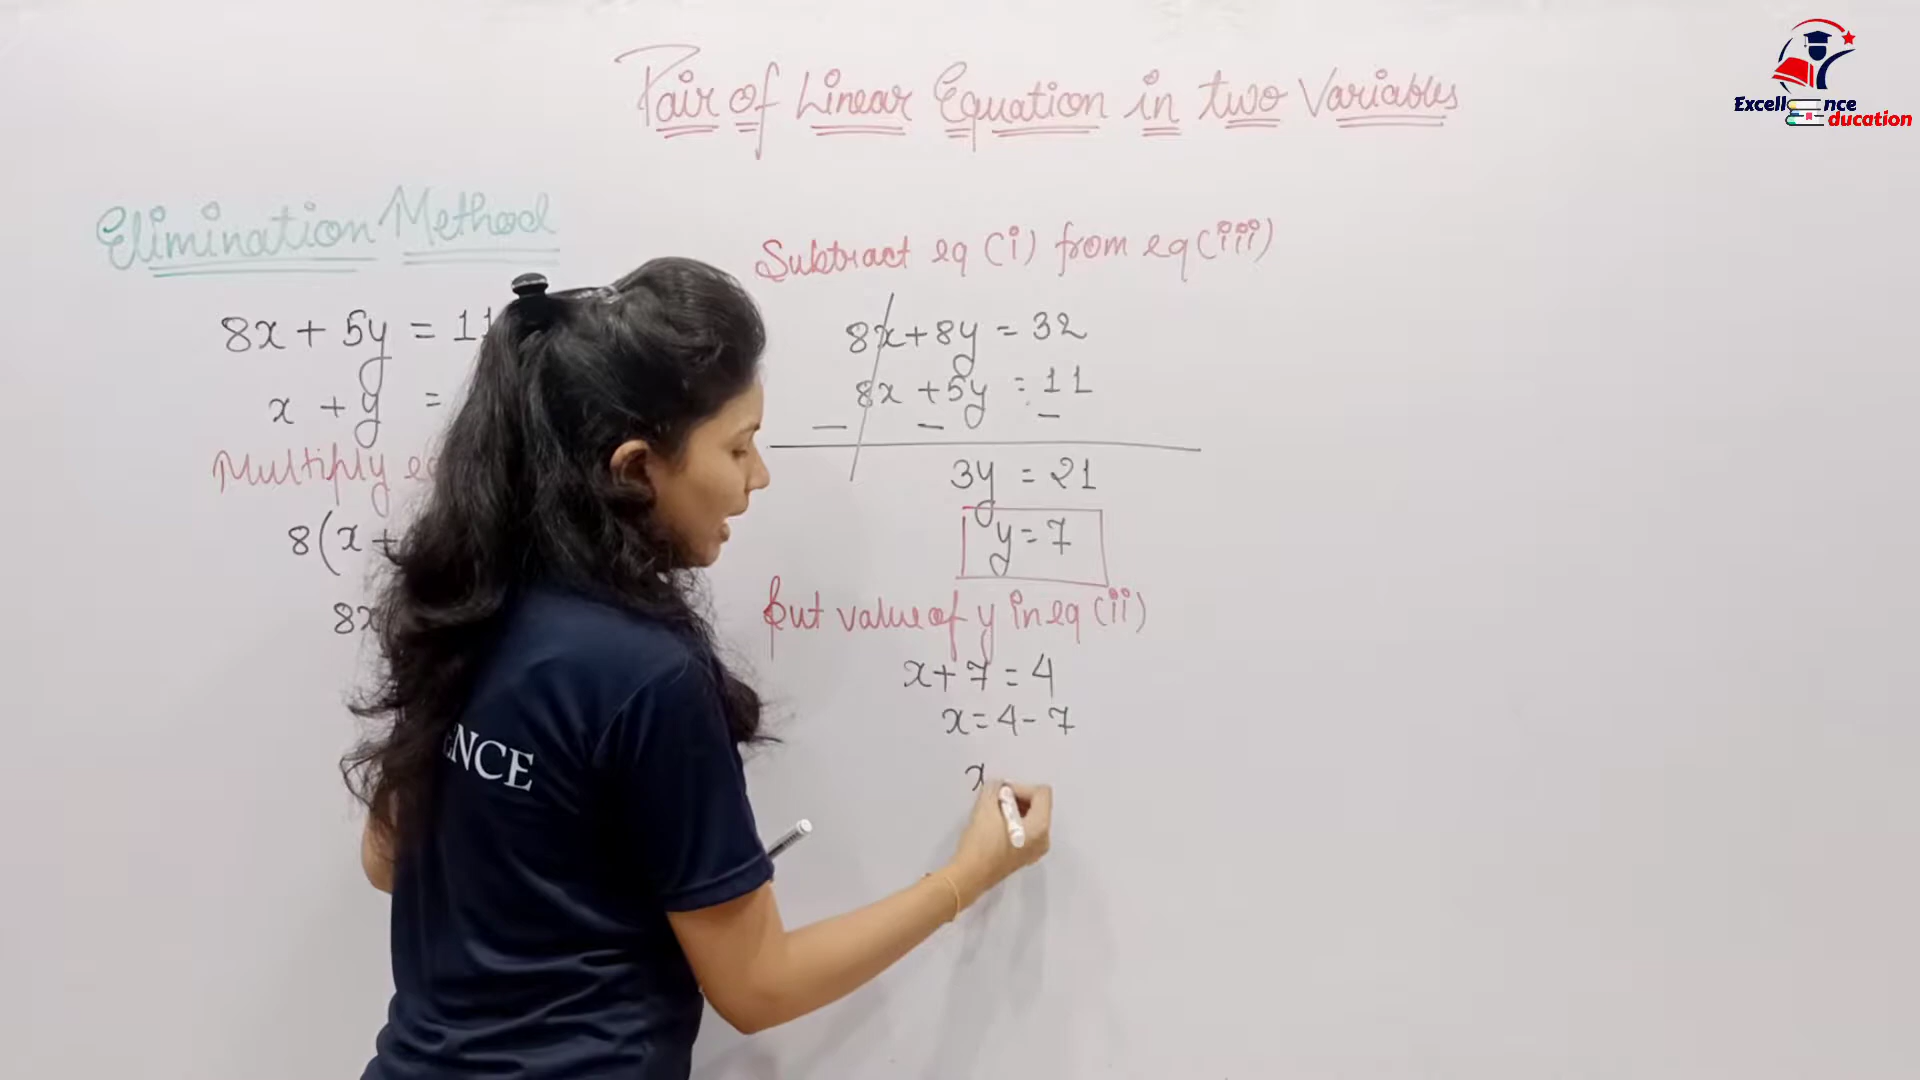 Pair of Linear Equation in two Variables
Excellence
Education
Elimination Method
8x + 5y = 11
x + y =
Multiply eq
8(x +
8x
Subtract eq (i) from eq (iii)
8x + 8y = 32
8x + 5y = 11
— — —
3y = 21
y = 7
Put value of y in eq (ii)
x + 7 = 4
x = 4 - 7
x
ENCE